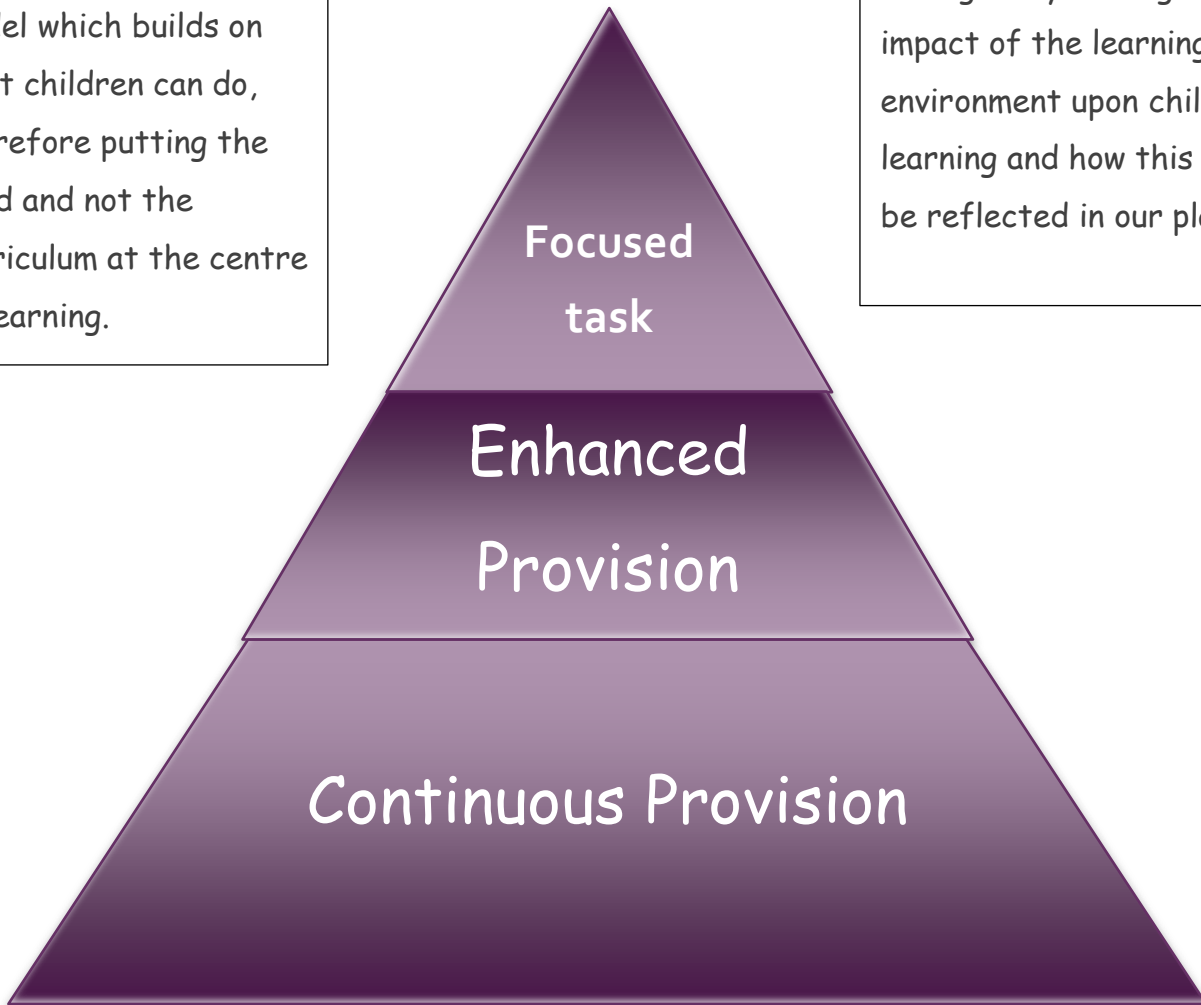 del which builds on
t children can do,
refore putting the
d and not the
riculum at the centre
earning.
impact of the learning
environment upon chil
learning and how this
be reflected in our pl
Focused
task
Enhanced
Provision
Continuous Provision